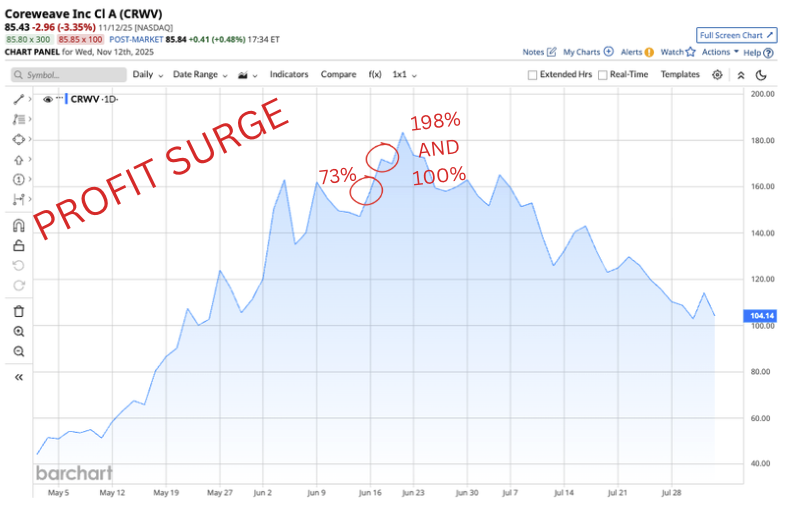 Coreweave Inc Cl A (CRWV)
85.43 -2.96 (-3.35%) 11/12/25 [NASDAQ]
85.80 x 300 85.85 x 100 POST-MARKET 85.84 +0.41 (+0.48%) 17:34 ET
Full Screen Chart
CHART PANEL for Wed, Nov 12th, 2025
Notes My Charts Alerts Watch Actions Help
Symbol... Daily Date Range Indicators Compare f(x) 1x1 Extended Hrs Real-Time Templates
CRWV ·1D·
PROFIT SURGE
73%
198%
AND
100%
200.00
180.00
160.00
140.00
120.00
104.14
100.00
80.00
60.00
40.00
barchart
May 5 May 12 May 19 May 27 Jun 2 Jun 9 Jun 16 Jun 23 Jun 30 Jul 7 Jul 14 Jul 21 Jul 28